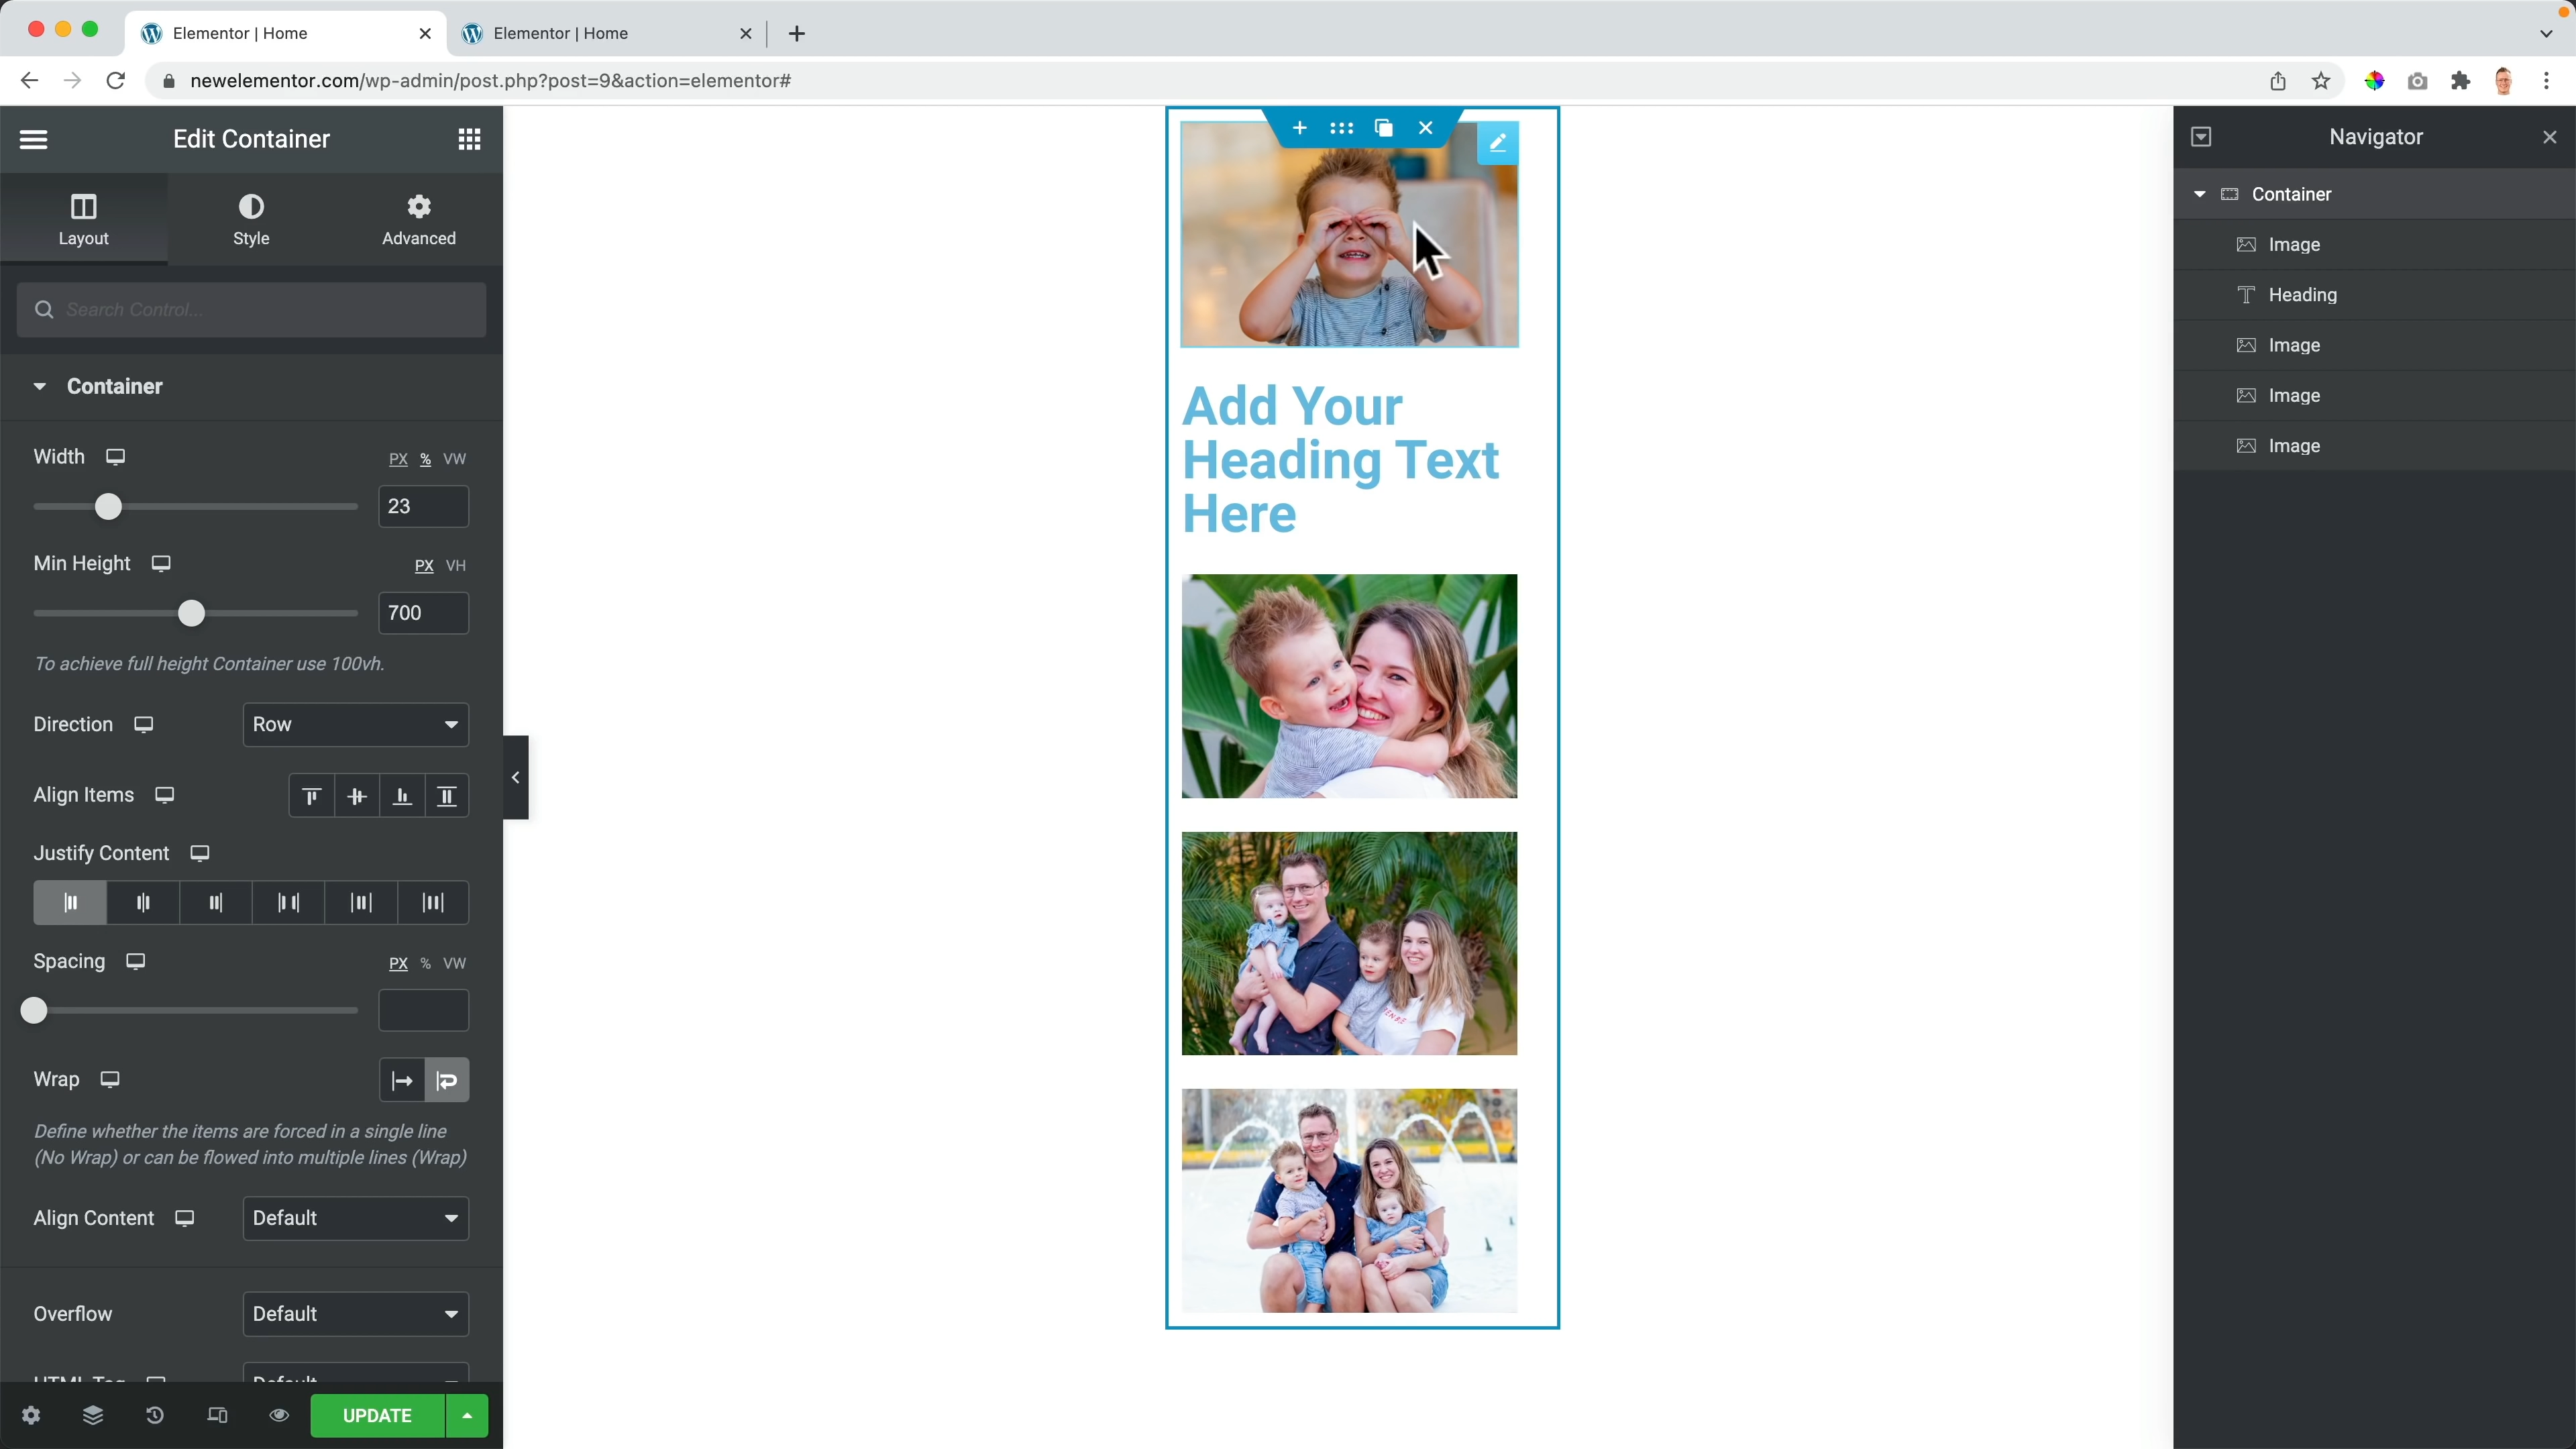 Elementor | Home
Elementor | Home
newelementor.com/wp-admin/post.php?post=9&action=elementor#
Edit Container
Layout
Style
Advanced
Search Control...
Container
Width
PX % VW
23
Min Height
PX VH
700
To achieve full height Container use 100vh.
Direction
Row
Align Items
Justify Content
Spacing
PX % VW
Wrap
Define whether the items are forced in a single line
(No Wrap) or can be flowed into multiple lines (Wrap)
Align Content
Default
Overflow
Default
HTML Tag
Default
UPDATE
Add Your
Heading Text
Here
Navigator
Container
Image
Heading
Image
Image
Image